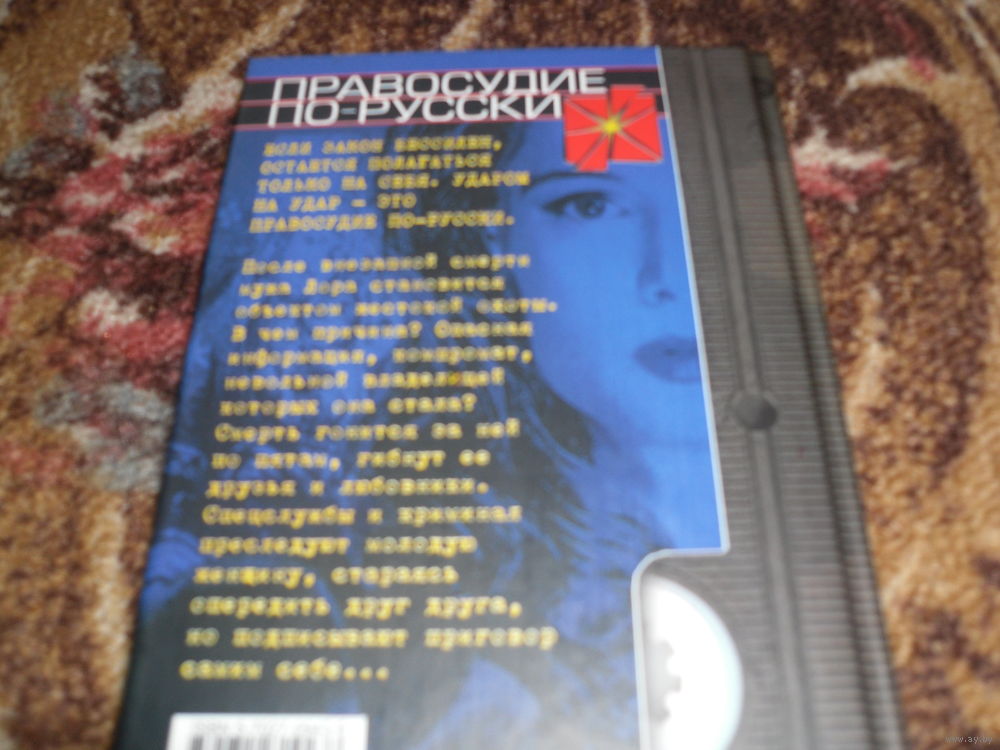 ПРАВОСУДИЕ
ПО-РУССКИ
ЕСЛИ ЗАКОН БЕССИЛЕН,
ОСТАЕТСЯ ПОЛАГАТЬСЯ
ТОЛЬКО НА СЕБЯ. УДАРОМ
НА УДАР – ЭТО
ПРАВОСУДИЕ ПО-РУССКИ.
После внезапной смерти
мужа Лора становится
объектом жестокой охоты.
В чем причина? Опасная
информация, компромат,
невольной владелицей
которых она стала?
Смерть гонится за ней
по пятам, гибнут ее
друзья и любовники.
Спецслужбы и криминал
преследуют молодую
женщину, стараясь
опередить друг друга,
но подписывают приговор
самим себе...
www.ay.by